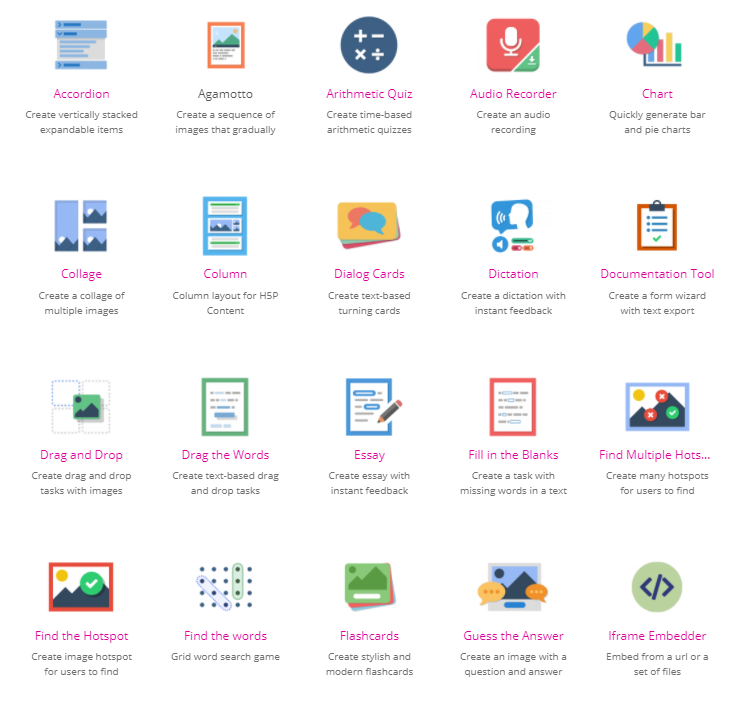 Accordion
Agamotto
Arithmetic Quiz
Audio Recorder
Chart
Create vertically stacked
expandable items
Create a sequence of
images that gradually
Create time-based
arithmetic quizzes
Create an audio
recording
Quickly generate bar
and pie charts
Collage
Column
Dialog Cards
Dictation
Documentation Tool
Create a collage of
multiple images
Column layout for H5P
Content
Create text-based
turning cards
Create a dictation with
instant feedback
Create a form wizard
with text export
Drag and Drop
Drag the Words
Essay
Fill in the Blanks
Find Multiple Hots...
Create drag and drop
tasks with images
Create text-based drag
and drop tasks
Create essay with
instant feedback
Create a task with
missing words in a text
Create many hotspots
for users to find
Find the Hotspot
Find the words
Flashcards
Guess the Answer
Iframe Embedder
Create image hotspot
for users to find
Grid word search game
Create stylish and
modern flashcards
Create an image with a
question and answer
Embed from a url or a
set of files